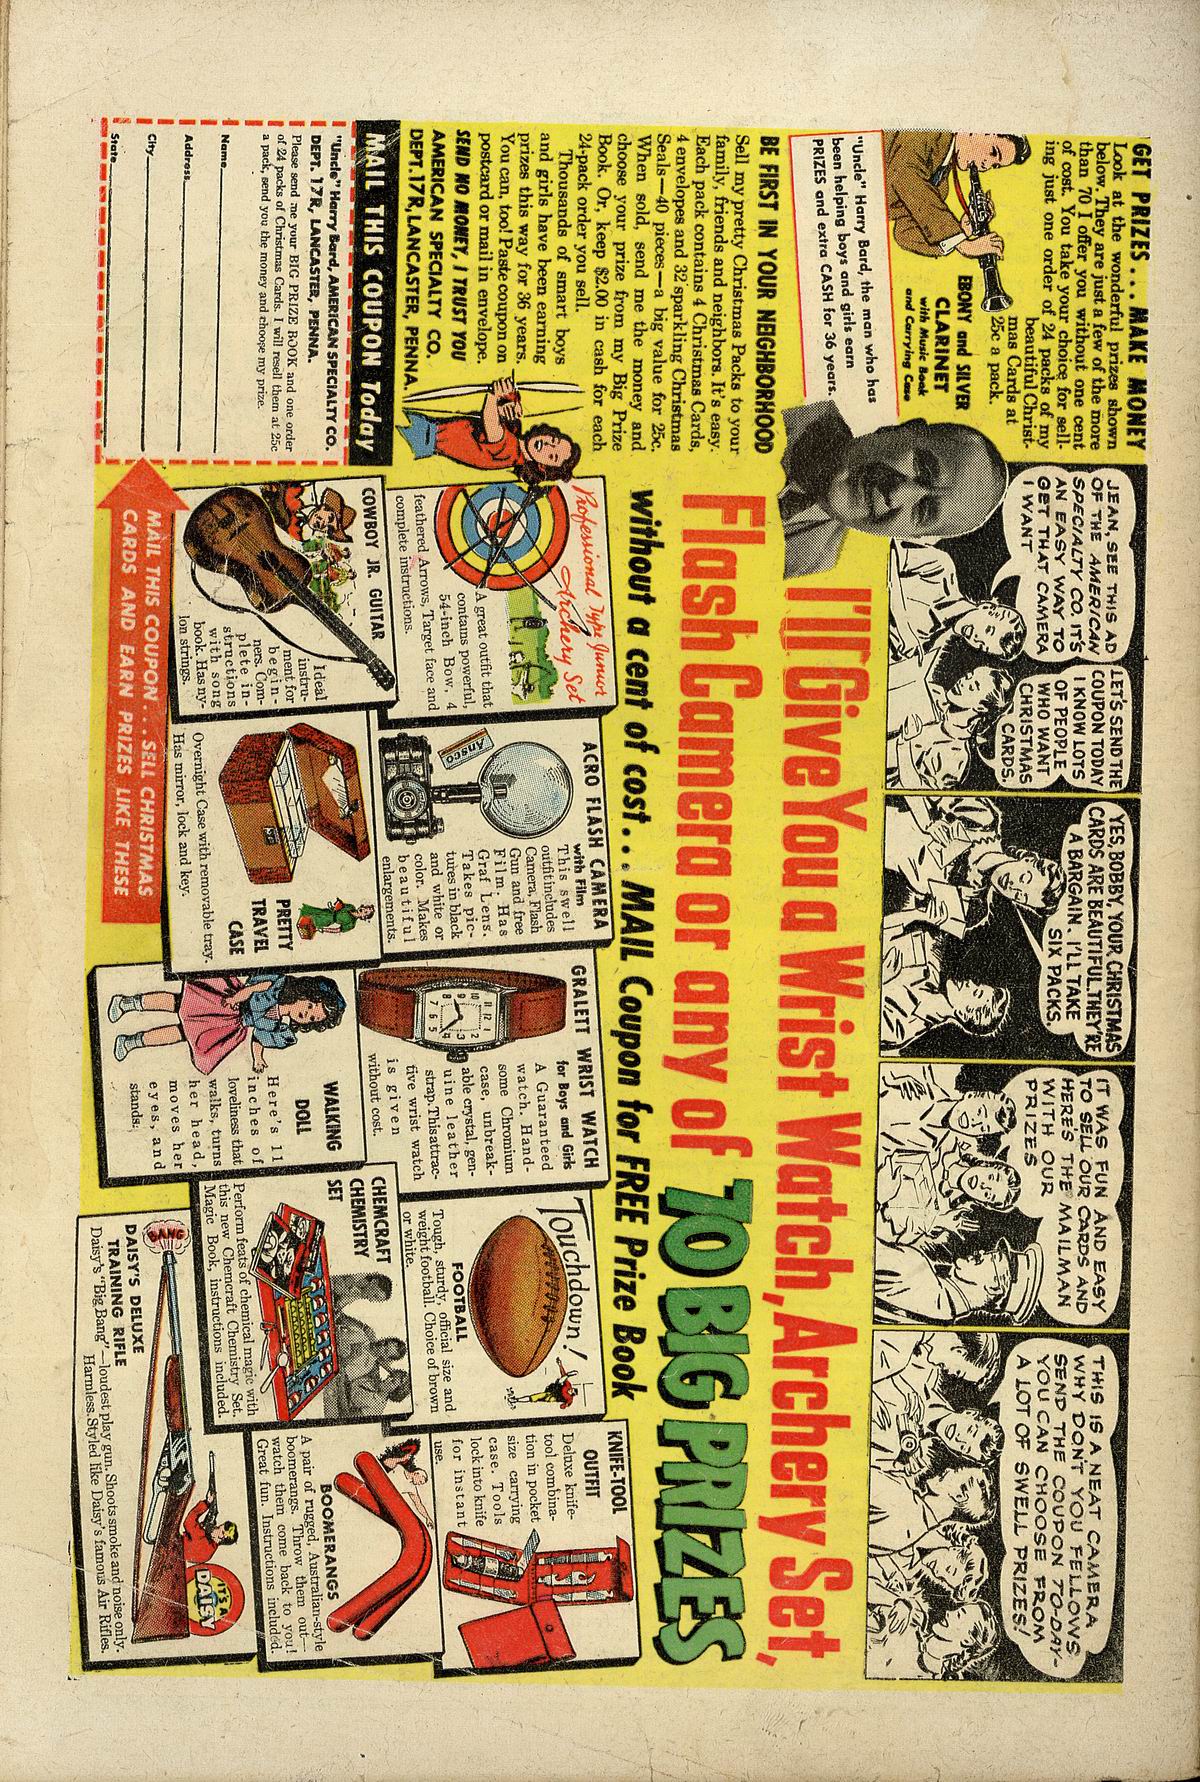 GET PRIZES... MAKE MONEY
Look at the wonderful prizes shown
below. They are just a few of the more
than 70 I offer you without one cent
of cost. You take your choice for sell-
ing just one order of 24 packs of my
beautiful Christ-
mas Cards at
25c a pack.
EBONY and SILVER
CLARINET
with Music Book
and Carrying Case
"Uncle" Harry Bard, the man who has
been helping boys and girls earn
PRIZES and extra CASH for 36 years.
BE FIRST IN YOUR NEIGHBORHOOD
Sell my pretty Christmas Packs to your
family, friends and neighbors. It's easy.
Each pack contains 4 Christmas Cards,
4 envelopes and 32 sparkling Christmas
Seals—40 pieces—a big value for 25c.
When sold, send me the money and
choose your prize from my Big Prize
Book. Or, keep $2.00 in cash for each
24-pack order you sell.
Thousands of smart boys
and girls have been earning
prizes this way for 36 years.
You can, too! Paste coupon on
postcard or mail in envelope.
SEND NO MONEY, I TRUST YOU
AMERICAN SPECIALTY CO.
DEPT. 17R, LANCASTER, PENNA.
MAIL THIS COUPON Today
"Uncle" Harry Bard, AMERICAN SPECIALTY CO.
DEPT. 17R, LANCASTER, PENNA.
Please send me your BIG PRIZE BOOK and one order
of 24 packs of Christmas Cards. I will resell them at 25c
a pack, send you the money and choose my prize.
Name
Address
City
State
JEAN, SEE THIS AD
OF THE AMERICAN
SPECIALTY CO. IT'S
AN EASY WAY TO
GET THAT CAMERA
I WANT
LET'S SEND THE
COUPON TODAY
I KNOW LOTS
OF PEOPLE
WHO WANT
CHRISTMAS
CARDS.
YES, BOBBY, YOUR CHRISTMAS
CARDS ARE BEAUTIFUL. THEY'RE
A BARGAIN. I'LL TAKE
SIX PACKS.
IT WAS FUN AND EASY
TO SELL OUR CARDS AND
HERE'S THE MAILMAN
WITH OUR
PRIZES
THIS IS A NEAT CAMERA
WHY DON'T YOU FELLOWS
SEND THE COUPON TO-DAY-
YOU CAN CHOOSE FROM
A LOT OF SWELL PRIZES!
I'll Give You a Wrist Watch, Archery Set,
Flash Camera or any of 70 BIG PRIZES
without a cent of cost... MAIL Coupon for FREE Prize Book
Professional Type Junior
Archery Set
A great outfit that
contains powerful,
54-inch Bow, 4
feathered Arrows, Target face and
complete instructions.
ACRO FLASH CAMERA
with Film
This swell
outfit includes
Camera, Flash
Gun and free
Film. Has
Graf Lens.
Takes pic-
tures in black
and white or
color. Makes
beautiful
enlargements.
Ansco
GRALETT WRIST WATCH
for Boys and Girls
A Guaranteed
watch. Hand-
some Chromium
case, unbreak-
able crystal, gen-
uine leather
strap. This attrac-
tive wrist watch
is given
without cost.
Touchdown!
FOOTBALL
Tough, sturdy, official size and
weight football. Choice of brown
or white.
KNIFE-TOOL
OUTFIT
Deluxe knife-
tool combina-
tion in pocket
size carrying
case. Tools
lock into knife
for instant
use.
COWBOY JR. GUITAR
Ideal
instru-
ment for
begin-
ners. Com-
plete in-
structions
with song
book. Has ny-
lon strings.
PRETTY
TRAVEL
CASE
Overnight Case with removable tray.
Has mirror, lock and key.
WALKING
DOLL
Here's 11
inches of
loveliness that
walks, turns
her head,
moves her
eyes, and
stands.
CHEMCRAFT
CHEMISTRY
SET
Perform feats of chemical magic with
this new Chemcraft Chemistry Set.
Magic Book, instructions included.
BOOMERANGS
A pair of rugged, Australian-style
boomerangs. Throw them out—
watch them come back to you!
Great fun. Instructions included.
BANG
IT'S A
DAISY
DAISY'S DELUXE
TRAINING RIFLE
Daisy's "Big Bang"—loudest play gun. Shoots smoke and noise only.
Harmless. Styled like Daisy's famous Air Rifles.
MAIL THIS COUPON... SELL CHRISTMAS
CARDS AND EARN PRIZES LIKE THESE